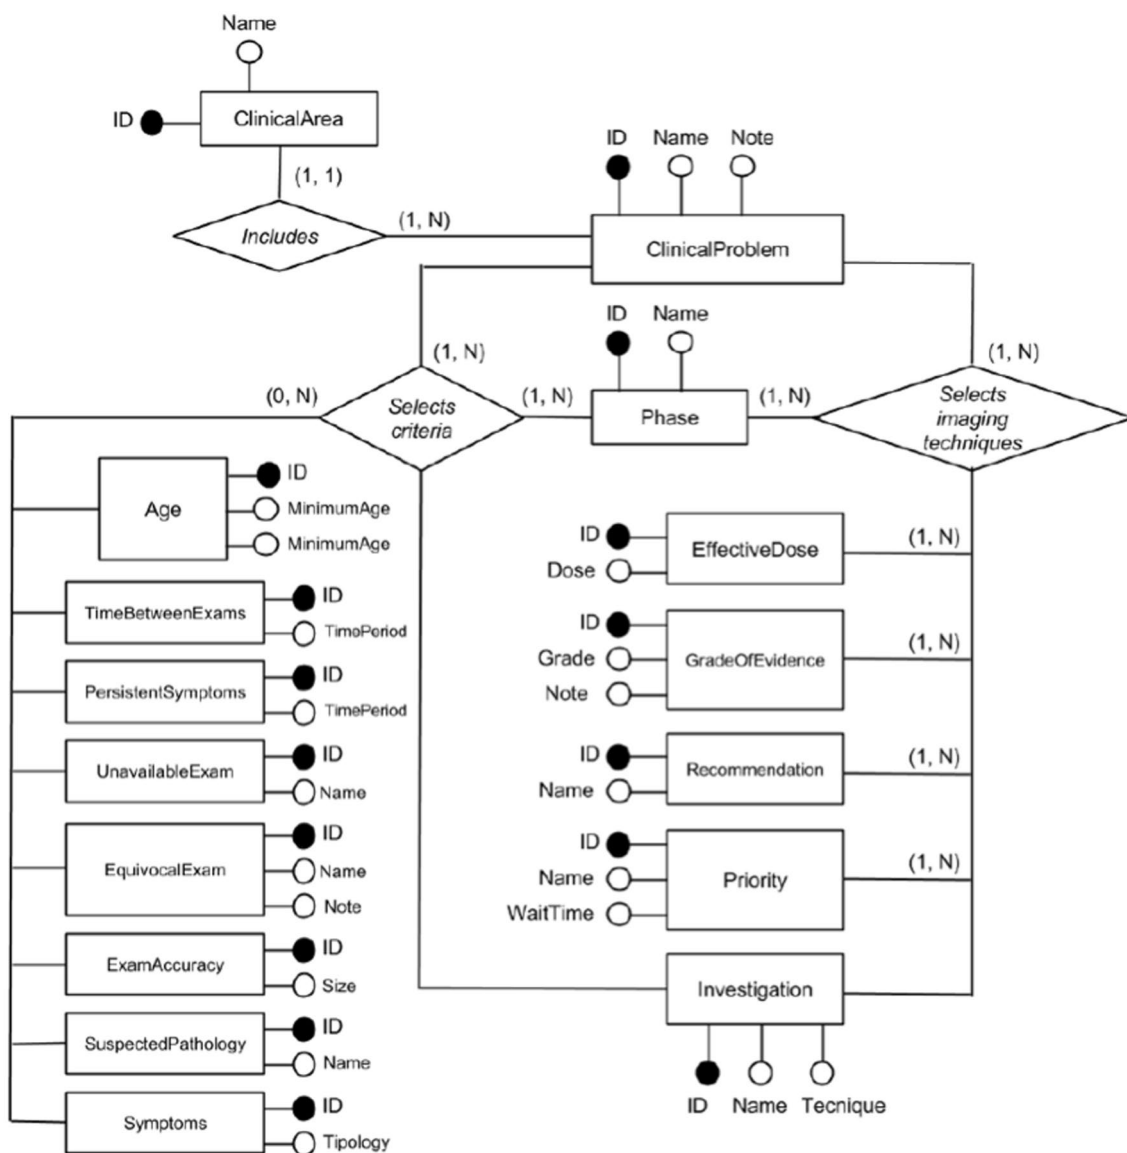 Name
ID
ClinicalArea
(1, 1)
Includes
(1, N)
ID Name Note
ClinicalProblem
ID Name
(1, N)
(1, N)
(0, N)
Selects
criteria
(1, N)
Phase
(1, N)
Selects
imaging
techniques
Age
ID
MinimumAge
MinimumAge
TimeBetweenExams
ID
TimePeriod
PersistentSymptoms
ID
TimePeriod
UnavailableExam
ID
Name
EquivocalExam
ID
Name
Note
ExamAccuracy
ID
Size
SuspectedPathology
ID
Name
Symptoms
ID
Tipology
ID
Dose
EffectiveDose
(1, N)
ID
Grade
Note
GradeOfEvidence
(1, N)
ID
Name
Recommendation
(1, N)
ID
Name
WaitTime
Priority
(1, N)
Investigation
ID Name Tecnique